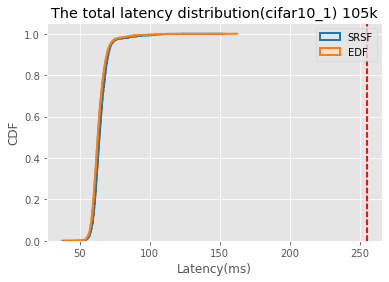 The total latency distribution(cifar10_1) 105k
1.0
0.8
0.6
0.4
0.2
0.0
CDF
SRSF
EDF
50
100
150
200
250
Latency(ms)